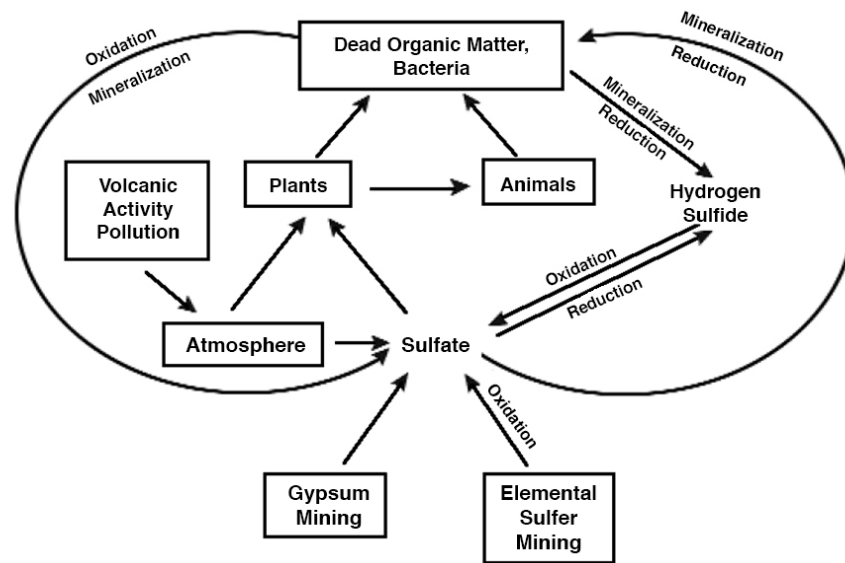 Oxidation
Mineralization
Dead Organic Matter,
Bacteria
Mineralization
Reduction
Mineralization
Reduction
Volcanic
Activity
Pollution
Plants
Animals
Hydrogen
Sulfide
Oxidation
Reduction
Atmosphere
Sulfate
Oxidation
Gypsum
Mining
Elemental
Sulfer
Mining